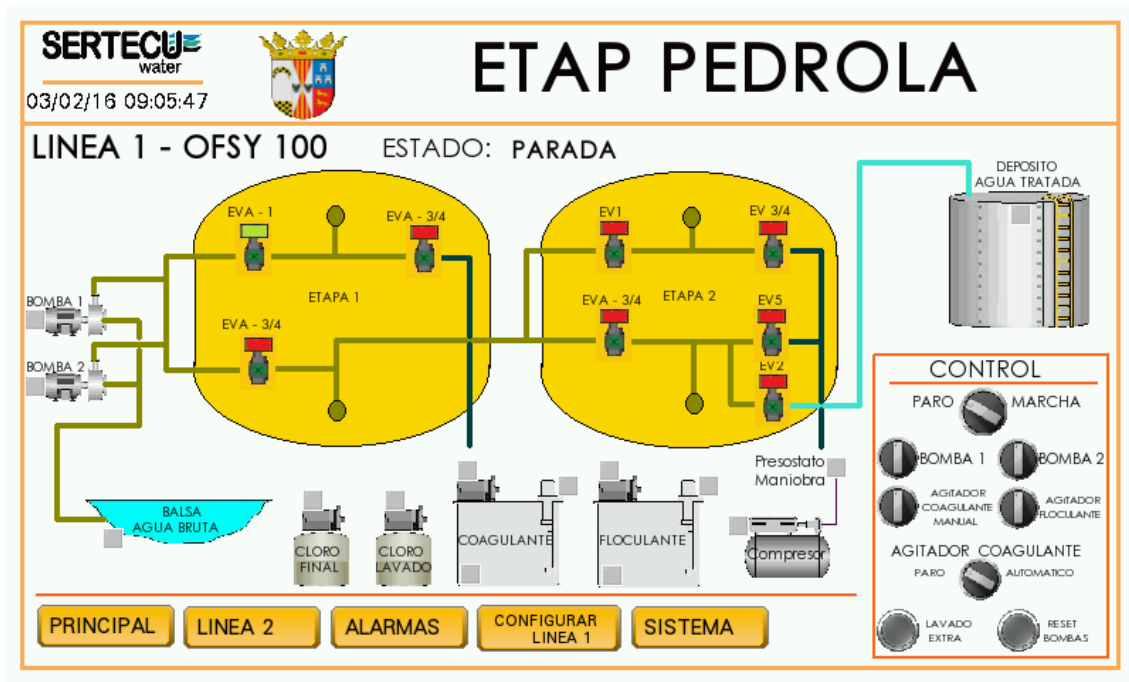 SERTECU
water
03/02/16 09:05:47
ETAP PEDROLA
LINEA 1 - OFSY 100
ESTADO: PARADA
DEPOSITO
AGUA TRATADA
EVA - 1
EVA - 3/4
EV1
EV 3/4
BOMBA 1
ETAPA 1
EVA - 3/4
ETAPA 2
EV5
EVA - 3/4
BOMBA 2
EV2
CONTROL
PARO
MARCHA
BOMBA 1
BOMBA 2
AGITADOR
COAGULANTE
MANUAL
AGITADOR
FLOCULANTE
AGITADOR COAGULANTE
PARO
AUTOMATICO
LAVADO
EXTRA
RESET
BOMBAS
Presostato
Maniobra
BALSA
AGUA BRUTA
CLORO
FINAL
CLORO
LAVADO
COAGULANTE
FLOCULANTE
Compresor
PRINCIPAL
LINEA 2
ALARMAS
CONFIGURAR
LINEA 1
SISTEMA